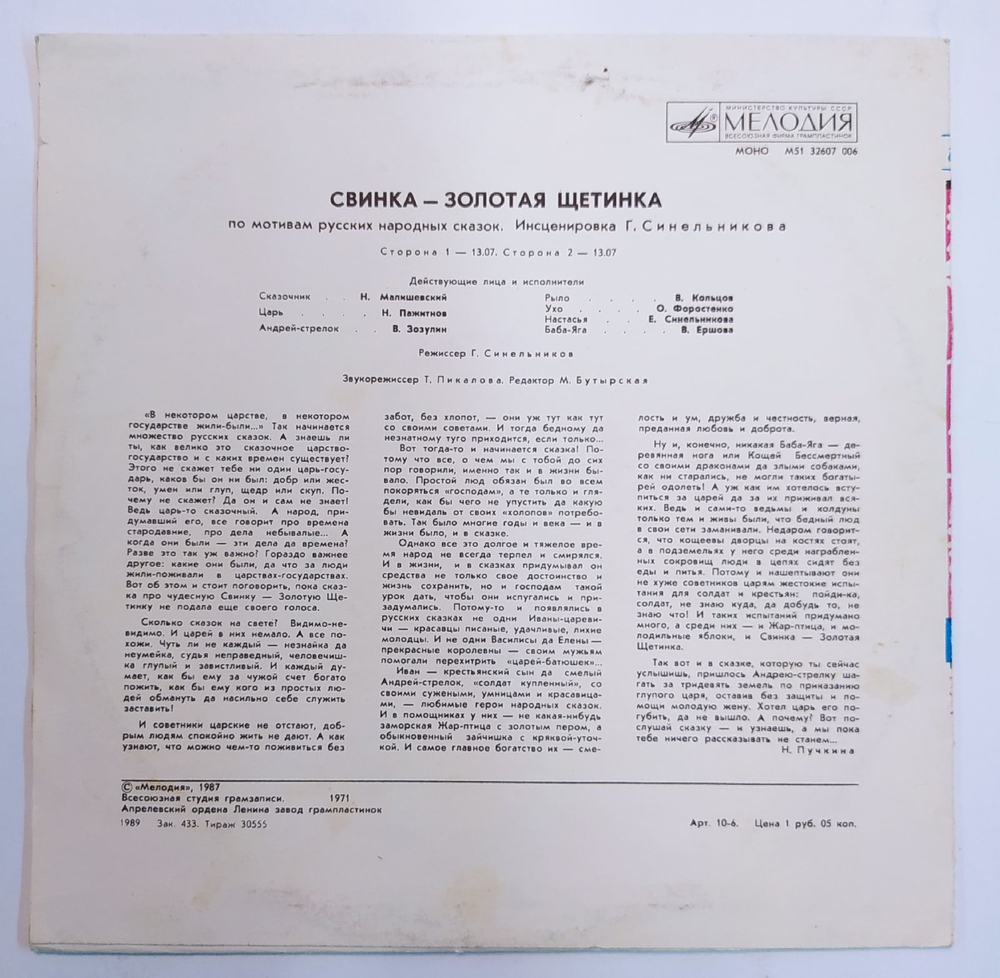 МИНИСТЕРСТВО КУЛЬТУРЫ СССР
МЕЛОДИЯ
ВСЕСОЮЗНАЯ ФИРМА ГРАМПЛАСТИНОК
МОНО М51 32607 006
СВИНКА — ЗОЛОТАЯ ЩЕТИНКА
по мотивам русских народных сказок. Инсценировка Г. Синельникова
Сторона 1 — 13.07. Сторона 2 — 13.07
Действующие лица и исполнители
Сказочник . . Н. Малишевский
Царь . . . . Н. Пажитнов
Андрей-стрелок . . В. Зозулин
Рыло . . . . В. Кольцов
Ухо . . . . О. Форостенко
Настасья . . . Е. Синельникова
Баба-Яга . . . . В. Ершова
Режиссер Г. Синельников
Звукорежиссер Т. Пикалова. Редактор М. Бутырская
«В некотором царстве, в некотором
государстве жили-были...» Так начинается
множество русских сказок. А знаешь ли
ты, как велико это сказочное царство-
государство и с каких времен существует?
Этого не скажет тебе ни один царь-госу-
дарь, каков бы он ни был: добр или жес-
ток, умен или глуп, щедр или скуп. По-
чему не скажет? Да он и сам не знает!
Ведь царь-то сказочный. А народ, при-
думавший его, все говорит про времена
стародавние, про дела небывалые... А
когда они были — эти дела да времена?
Разве это так уж важно? Гораздо важнее
другое: какие они были, да что за люди
жили-поживали в царствах-государствах.
Вот об этом и стоит поговорить, пока сказ-
ка про чудесную Свинку — Золотую Ще-
тинку не подала еще своего голоса.
Сколько сказок на свете? Видимо-не-
видимо. И царей в них немало. А все по-
хожи. Чуть ли не каждый — незнайка да
неумейка, судья неправедный, человечиш-
ка глупый и завистливый. И каждый ду-
мает, как бы ему за чужой счет богато
пожить, как бы ему кого из простых лю-
дей обмануть да насильно себе служить
заставить!
И советники царские не отстают, доб-
рым людям спокойно жить не дают. А как
узнают, что можно чем-то поживиться без
забот, без хлопот, — они уж тут как тут
со своими советами. И тогда бедному да
незнатному туго приходится, если только...
Вот тогда-то и начинается сказка! По-
тому что все, о чем мы с тобой до сих
пор говорили, именно так и в жизни бы-
вало. Простой люд обязан был во всем
покоряться «господам», а те только и гля-
дели, как бы чего не упустить да какую
бы невидаль от своих «холопов» потребо-
вать. Так было многие годы и века — и в
жизни было, и в сказке.
Однако все это долгое и тяжелое вре-
мя народ не всегда терпел и смирялся.
И в жизни, и в сказках придумывал он
средства не только свое достоинство и
жизнь сохранить, но и господам такой
урок дать, чтобы они испугались и при-
задумались. Потому-то и появлялись в
русских сказках не одни Иваны-цареви-
чи — красавцы писаные, удачливые, лихие
молодцы. И не одни Василисы да Елены —
прекрасные королевны — своим мужьям
помогали перехитрить «царей-батюшек»...
Иван — крестьянский сын да смелый
Андрей-стрелок, «солдат купленный», со
своими сужеными, умницами и красавица-
ми, — любимые герои народных сказок.
И в помощниках у них — не какая-нибудь
заморская Жар-птица с золотым пером, а
обыкновенный зайчишка с кряквой-уточ-
кой. И самое главное богатство их — сме-
лость и ум, дружба и честность, верная,
преданная любовь и доброта.
Ну и, конечно, никакая Баба-Яга — де-
ревянная нога или Кощей Бессмертный
со своими драконами да злыми собаками,
как ни старались, не могли таких богаты-
рей одолеть! А уж как им хотелось всту-
питься за царей да за их приживал вся-
ких. Ведь и сами-то ведьмы и колдуны
только тем и живы были, что бедный люд
в свои сети заманивали. Недаром говорит-
ся, что кощеевы дворцы на костях стоят,
а в подземельях у него среди награблен-
ных сокровищ люди в цепях сидят без
еды и питья. Потому и нашептывают они
не хуже советников царям жестокие испы-
тания для солдат и крестьян: пойди-ка,
солдат, не знаю куда, да добудь то, не
знаю что! И таких испытаний придумано
много, а среди них — и Жар-птица, и мо-
лодильные яблоки, и Свинка — Золотая
Щетинка.
Так вот и в сказке, которую ты сейчас
услышишь, пришлось Андрею-стрелку ша-
гать за тридевять земель по приказанию
глупого царя, оставив без защиты и по-
мощи молодую жену. Хотел царь его по-
губить, да не вышло. А почему? Вот по-
слушай сказку — и узнаешь, а мы пока
тебе ничего рассказывать не станем...
Н. Пучкина
© «Мелодия», 1987
Всесоюзная студия грамзаписи. 1971
Апрелевский ордена Ленина завод грампластинок
1989 Зак. 433. Тираж 30555
Арт. 10-6. Цена 1 руб. 05 коп.